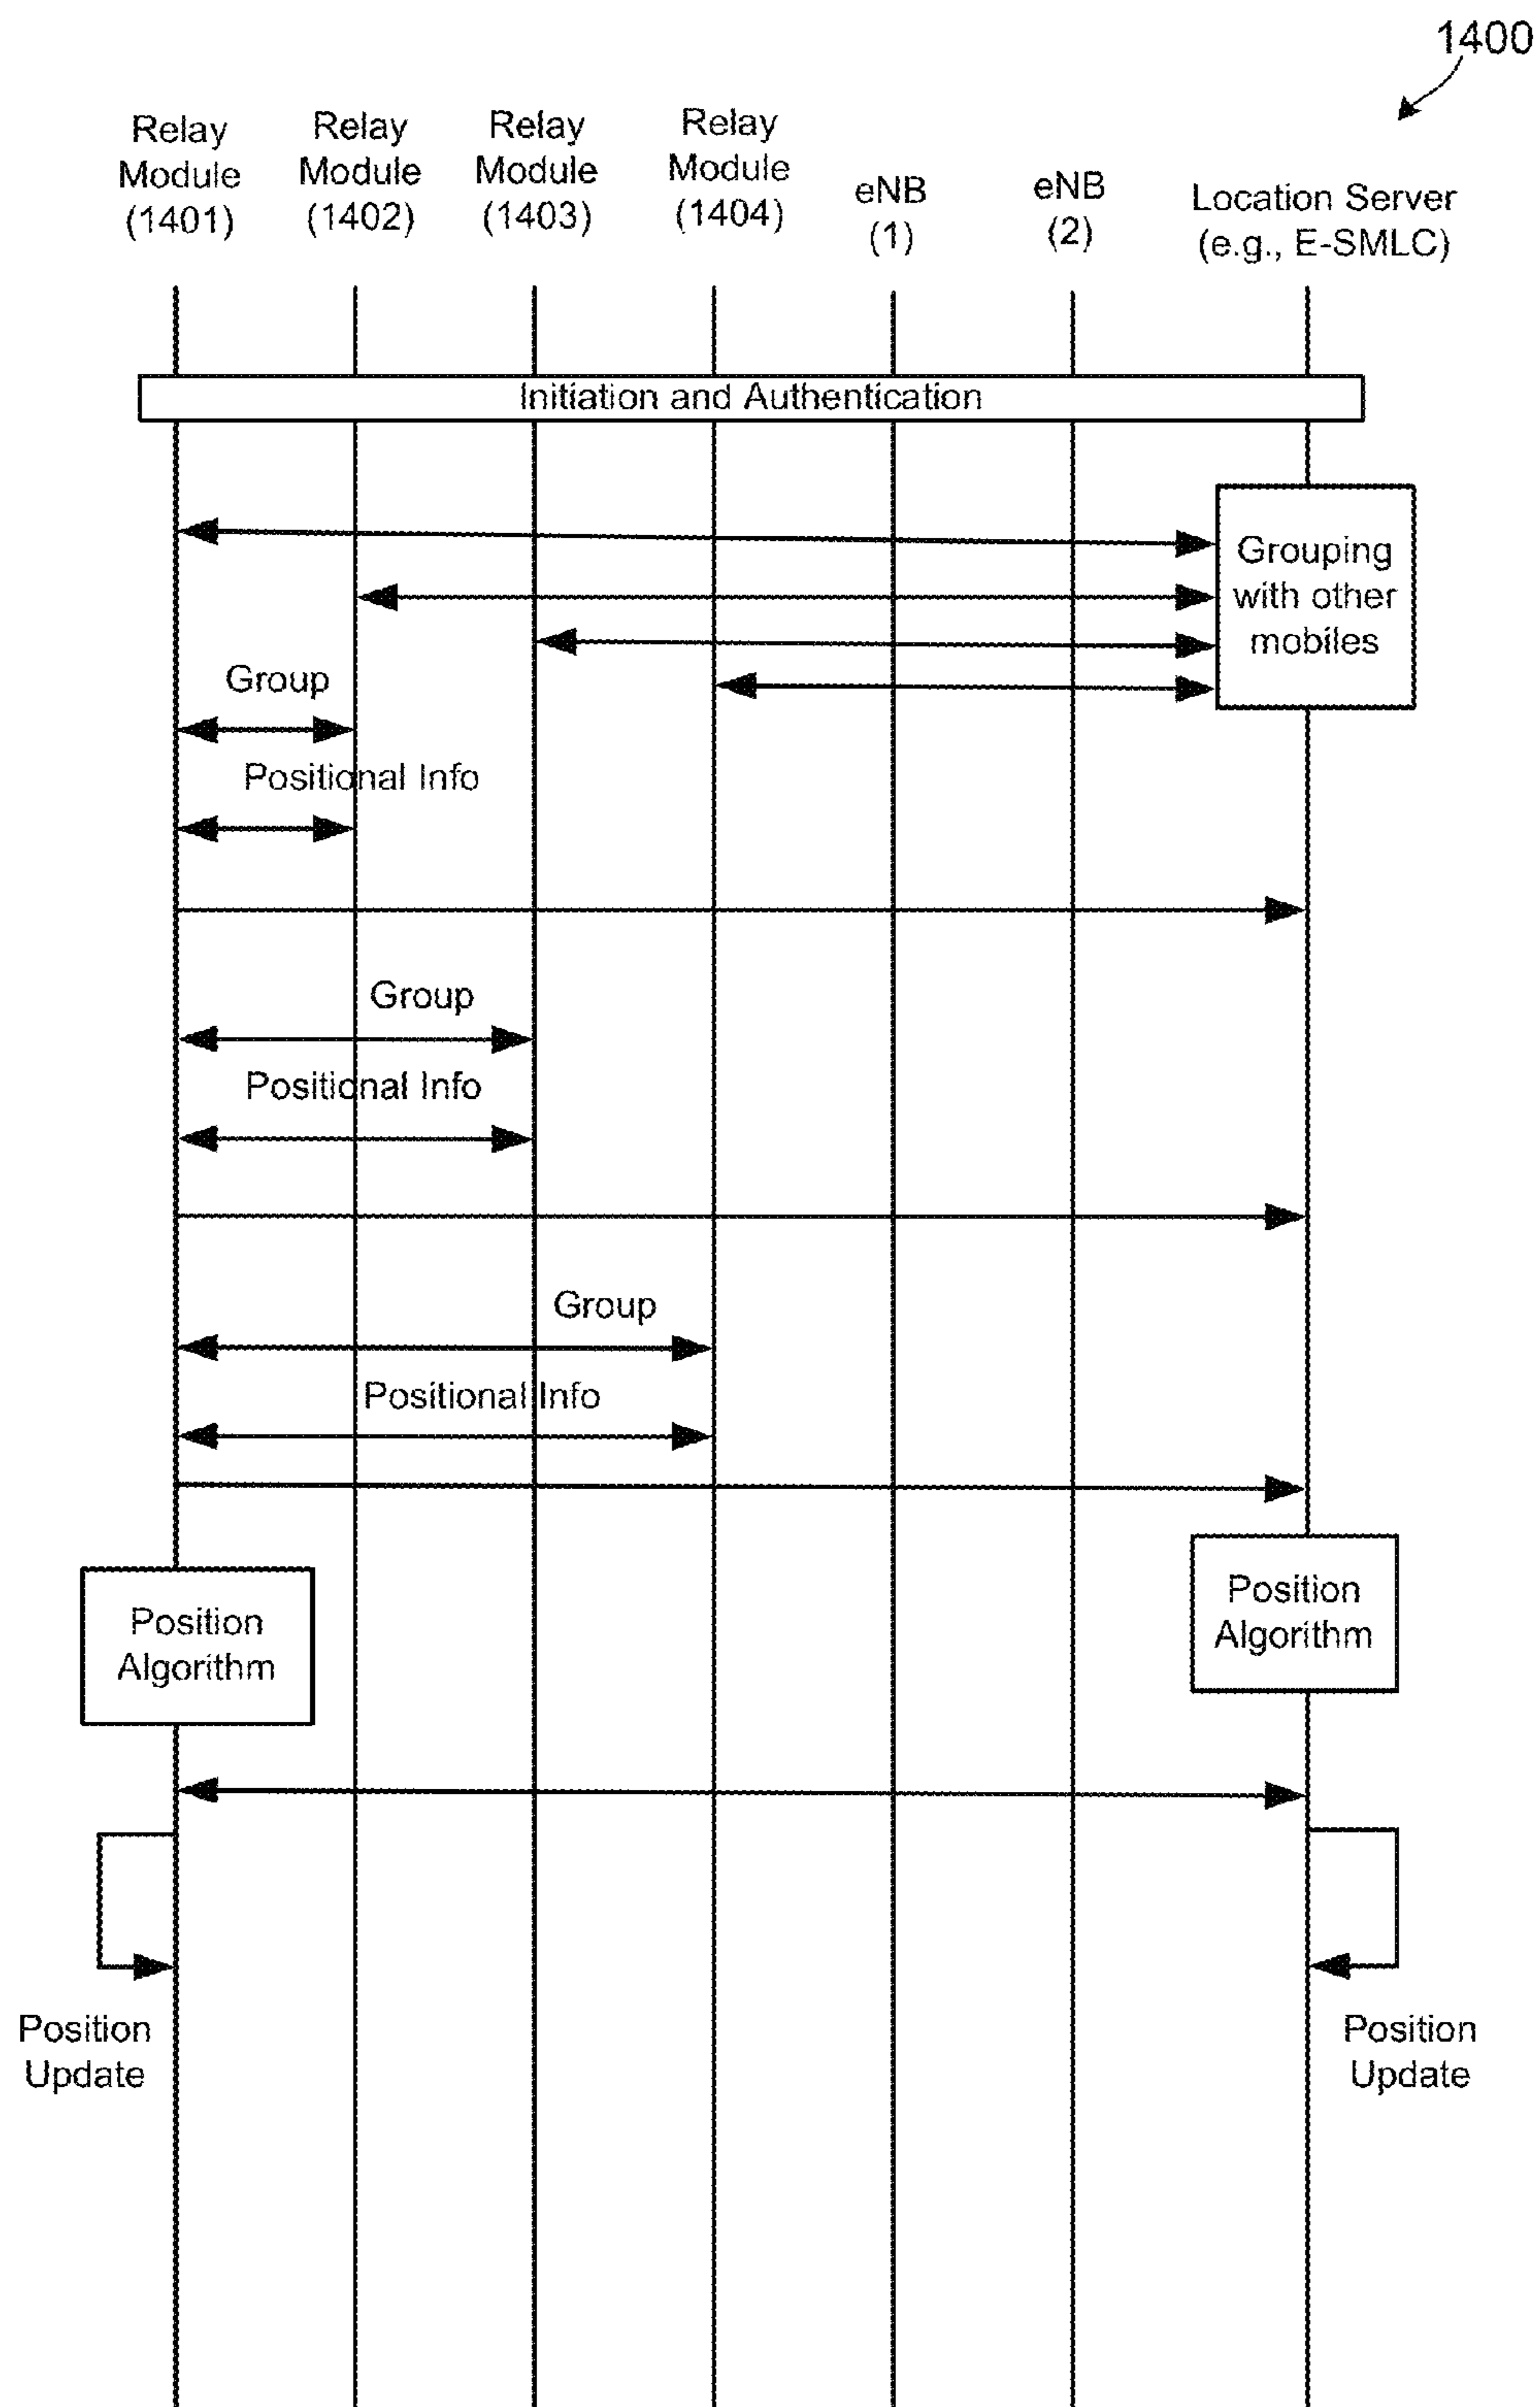 1400
Relay
Module
(1401)
Relay
Module
(1402)
Relay
Module
(1403)
Relay
Module
(1404)
eNB
(1)
eNB
(2)
Location Server
(e.g., E-SMLC)
Initiation and Authentication
Grouping
with other
mobiles
Group
Positional Info
Group
Positional Info
Group
Positional Info
Position
Algorithm
Position
Algorithm
Position
Update
Position
Update